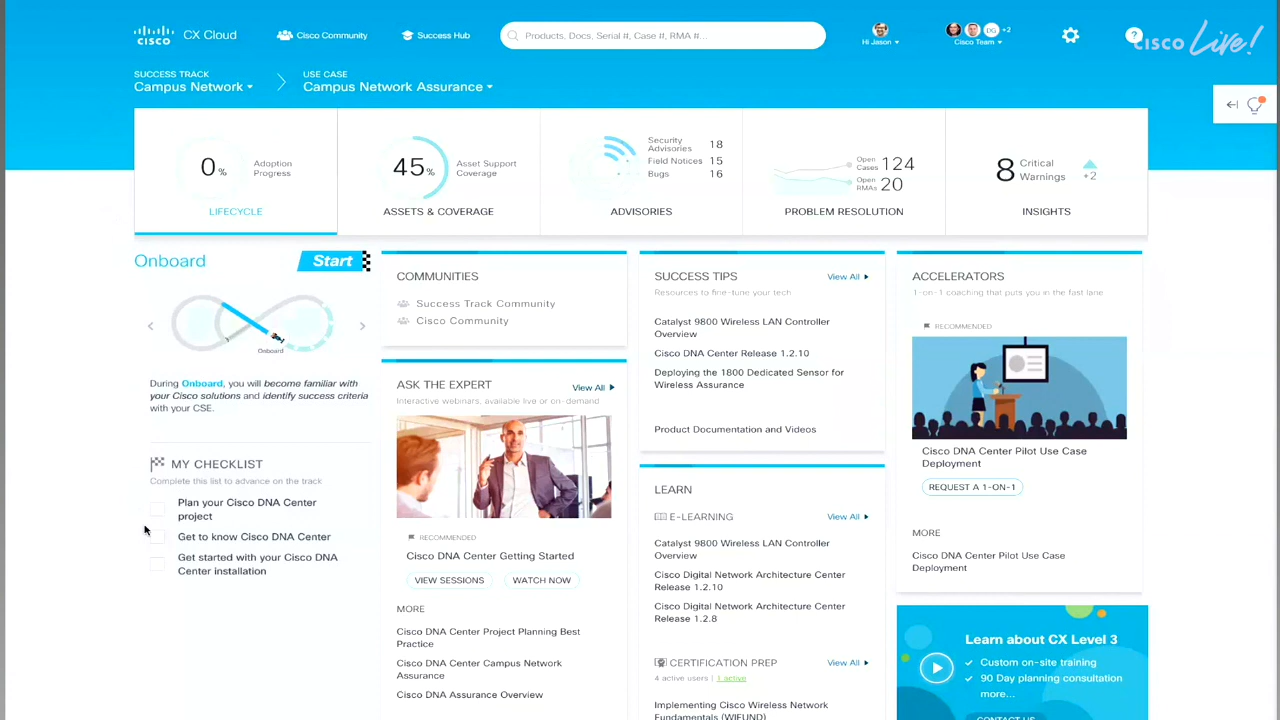 CISCO
CX Cloud
Cisco Community
Success Hub
Products. Docs, Serial #, Case #, RMA #...
Hi Jason
DG
+2
Cisco Team
?
CISCO Live!
SUCCESS TRACK
Campus Network
USE CASE
Campus Network Assurance
0%
Adoption
Progress
LIFECYCLE
45%
Asset Support
Coverage
ASSETS & COVERAGE
Security
Advisories 18
Field Notices 15
Bugs 16
ADVISORIES
Open
Cases 124
Open
RMAs 20
PROBLEM RESOLUTION
8 Critical
Warnings
+2
INSIGHTS
Onboard
Start
Onboard
During Onboard, you will become familiar with
your Cisco solutions and identify success criteria
with your CSE.
MY CHECKLIST
Complete this list to advance on the track
Plan your Cisco DNA Center
project
Get to know Cisco DNA Center
Get started with your Cisco DNA
Center installation
COMMUNITIES
Success Track Community
Cisco Community
ASK THE EXPERT
View All
Interactive webinars, available live or on-demand
RECOMMENDED
Cisco DNA Center Getting Started
VIEW SESSIONS
WATCH NOW
MORE
Cisco DNA Center Project Planning Best
Practice
Cisco DNA Center Campus Network
Assurance
Cisco DNA Assurance Overview
SUCCESS TIPS
View All
Resources to fine-tune your tech
Catalyst 9800 Wireless LAN Controller
Overview
Cisco DNA Center Release 1.2.10
Deploying the 1800 Dedicated Sensor for
Wireless Assurance
Product Documentation and Videos
LEARN
E-LEARNING
View All
Catalyst 9800 Wireless LAN Controller
Overview
Cisco Digital Network Architecture Center
Release 1.2.10
Cisco Digital Network Architecture Center
Release 1.2.8
CERTIFICATION PREP
View All
4 active users | 1 active
Implementing Cisco Wireless Network
Fundamentals (WIFUND)
ACCELERATORS
1-on-1 coaching that puts you in the fast lane
RECOMMENDED
Cisco DNA Center Pilot Use Case
Deployment
REQUEST A 1-ON-1
MORE
Cisco DNA Center Pilot Use Case
Deployment
Learn about CX Level 3
Custom on-site training
90 Day planning consultation
more...
CONTACT US